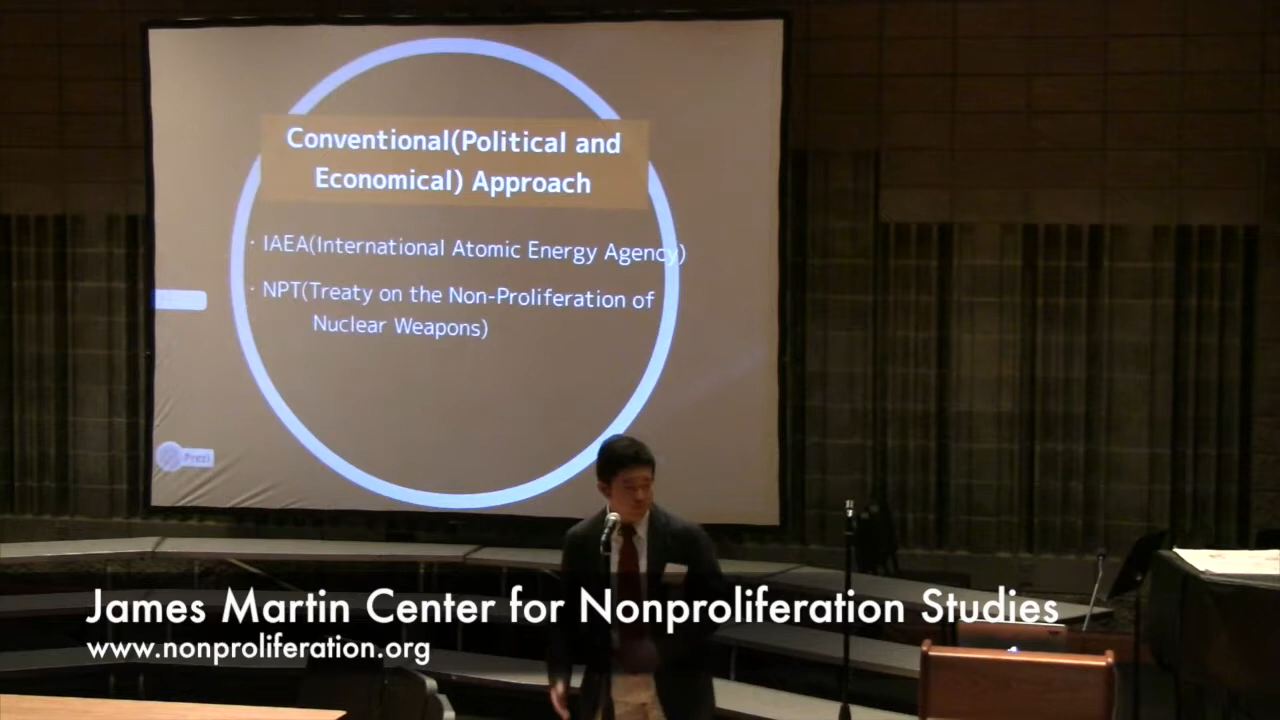 Conventional(Political and
Economical) Approach
· IAEA(International Atomic Energy Agency)
· NPT(Treaty on the Non-Proliferation of
Nuclear Weapons)
Prezi
James Martin Center for Nonproliferation Studies
www.nonproliferation.org